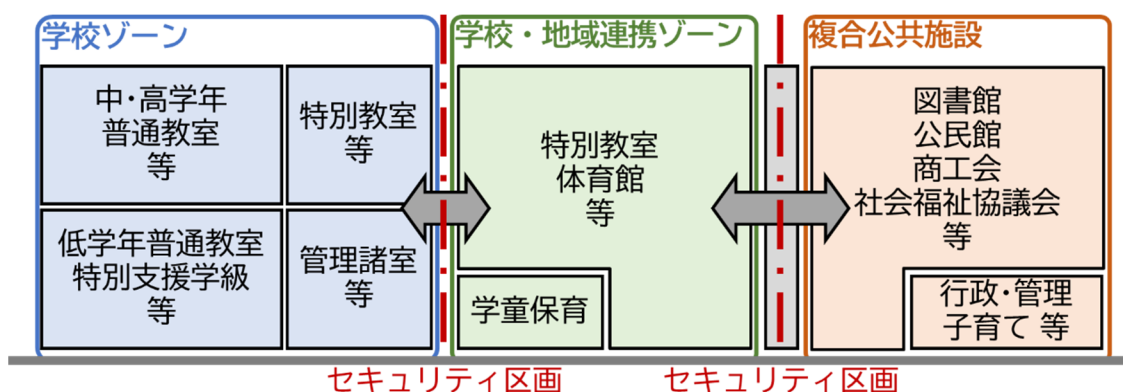 学校ゾーン
中・高学年
普通教室
等
特別教室
等
低学年普通教室
特別支援学級
等
管理諸室
等
学校・地域連携ゾーン
特別教室
体育館
等
学童保育
複合公共施設
図書館
公民館
商工会
社会福祉協議会
等
行政・管理
子育て 等
セキュリティ区画
セキュリティ区画